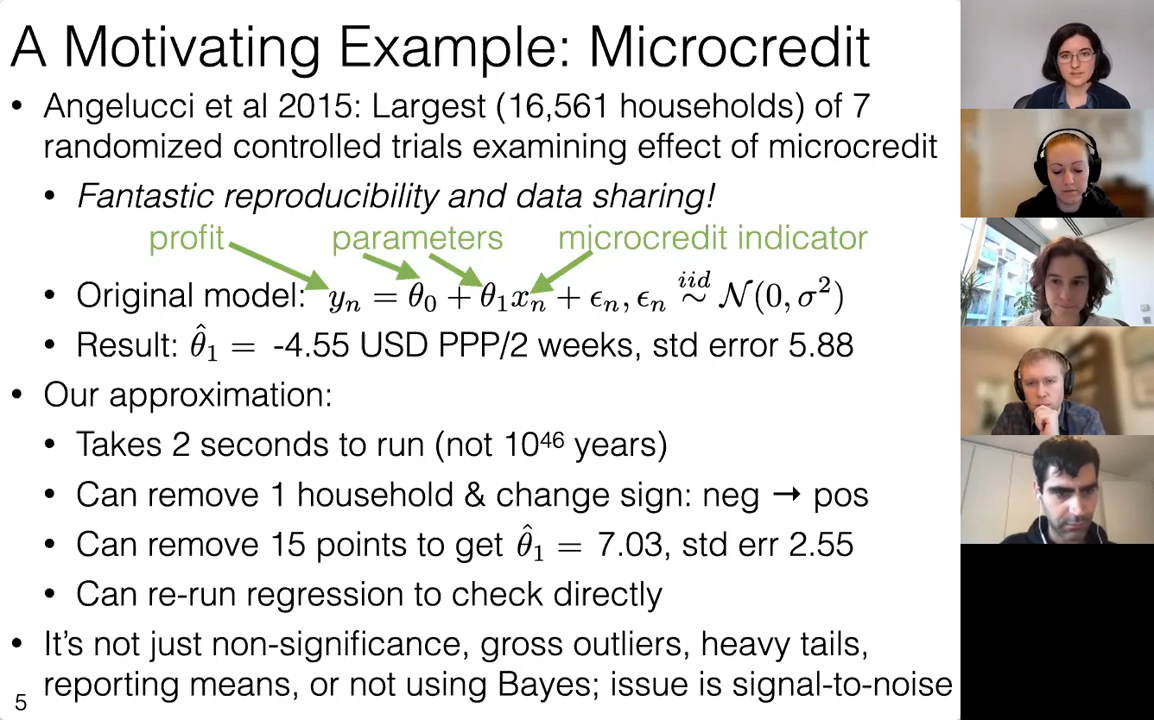 A Motivating Example: Microcredit
• Angelucci et al 2015: Largest (16,561 households) of 7
randomized controlled trials examining effect of microcredit
• Fantastic reproducibility and data sharing!
profit parameters microcredit indicator
• Original model: yₙ = θ₀ + θ₁xₙ + ϵₙ, ϵₙ iid ∼ 𝒩(0, σ²)
• Result: θ̂₁ = -4.55 USD PPP/2 weeks, std error 5.88
• Our approximation:
• Takes 2 seconds to run (not 10⁴⁶ years)
• Can remove 1 household & change sign: neg → pos
• Can remove 15 points to get θ̂₁ = 7.03, std err 2.55
• Can re-run regression to check directly
• It's not just non-significance, gross outliers, heavy tails,
reporting means, or not using Bayes; issue is signal-to-noise
5